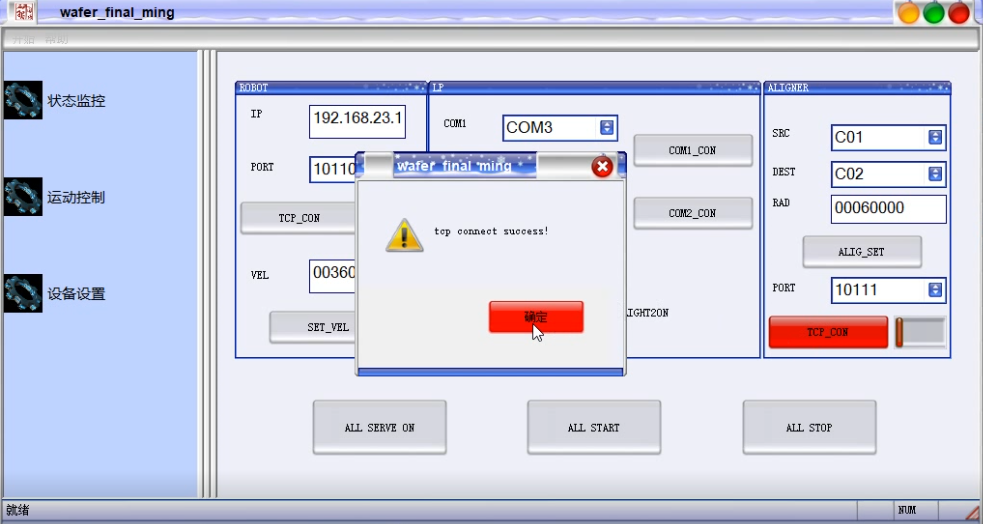 wafer_final_ming
开始 帮助
状态监控
运动控制
设备设置
ROBOT
IP
192.168.23.1
PORT
10110
TCP_CON
VEL
00360
SET_VEL
LP
COM1
COM3
COM1_CON
COM2_CON
IGHT2ON
wafer_final_ming
tcp connect success!
确定
ALIGNER
SRC
C01
DEST
C02
RAD
00060000
ALIG_SET
PORT
10111
TCP_CON
ALL SERVE ON
ALL START
ALL STOP
就绪
NUM